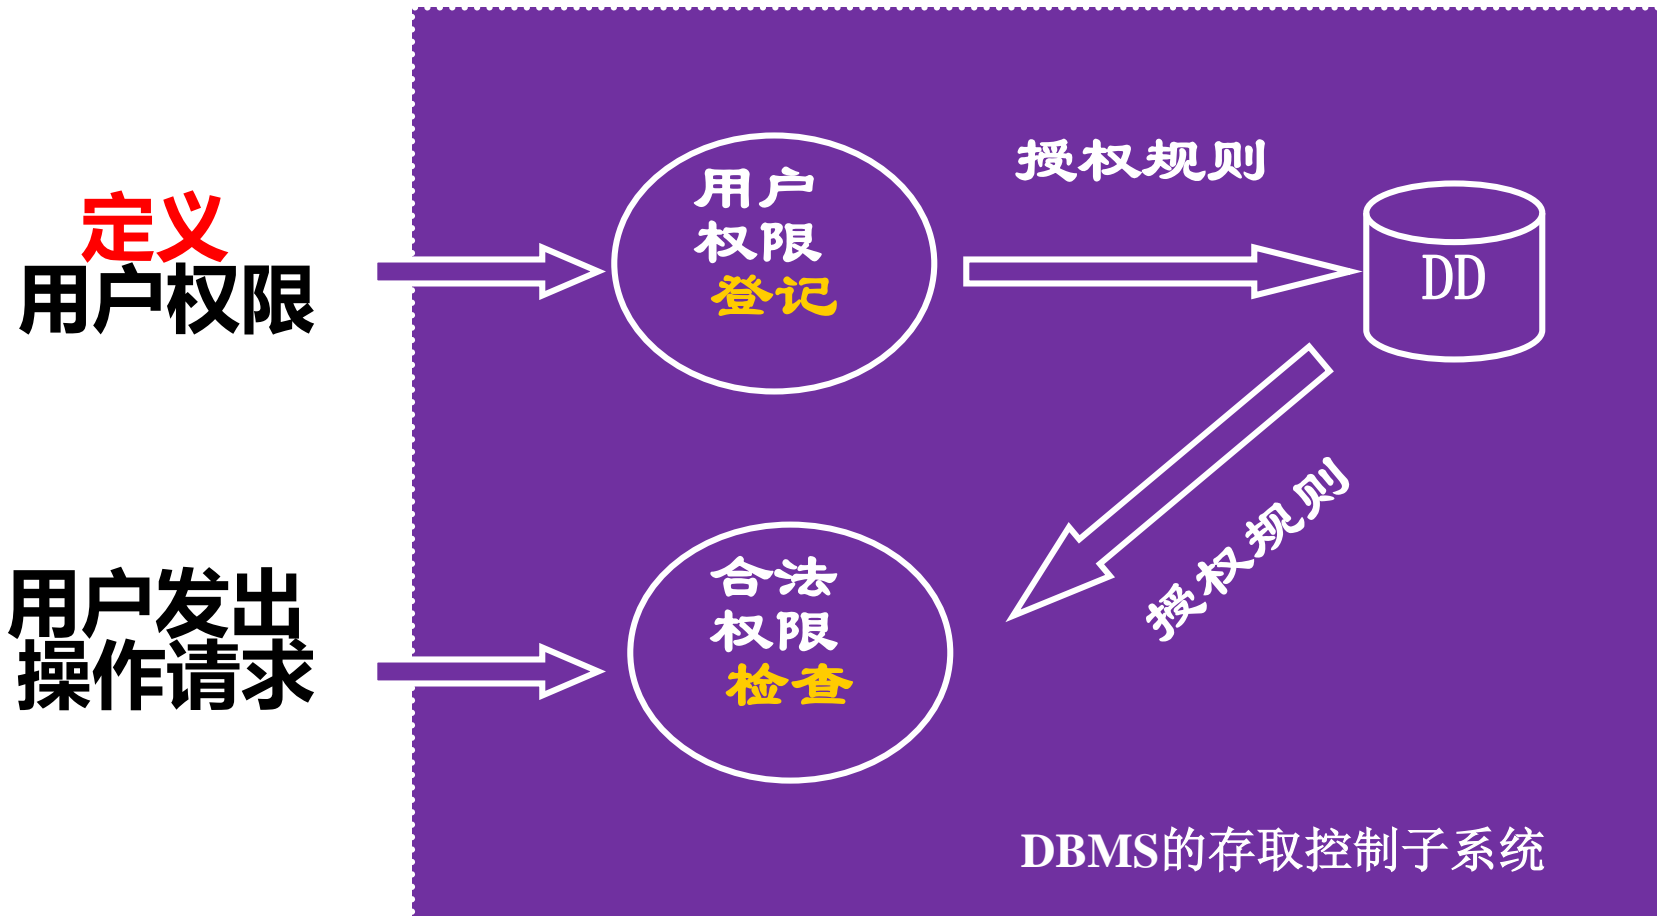 定义
用户权限
用户
权限
登记
授权规则
DD
用户发出
操作请求
合法
权限
检查
授权规则
DBMS的存取控制子系统